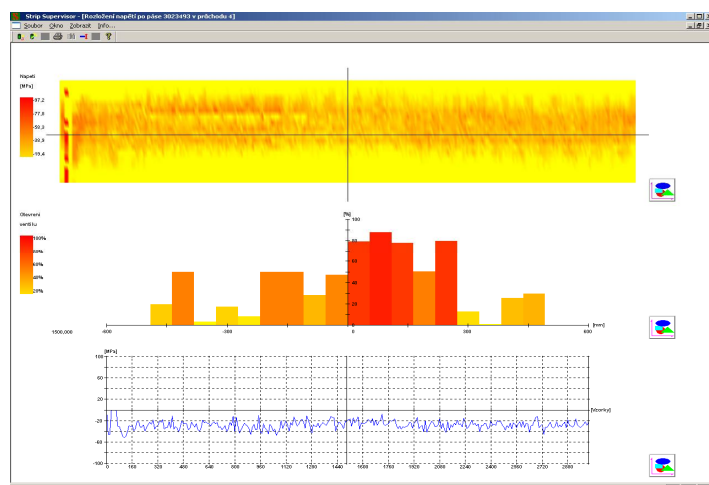 Strip Supervisor - [Rozložení napětí po páse 3023493 v průchodu 4]
Soubor Okno Zobrazit Info...
Napětí
[MPa]
97,2
77,8
58,3
38,9
19,4
Otevření
ventilu
100%
80%
60%
40%
20%
[%]
100
80
60
40
20
1500,000
-600
-300
0
300
600
[mm]
[MPa]
100
60
20
-20
-60
-100
[Vzorky]
0 160 320 480 640 800 960 1120 1280 1440 1600 1760 1920 2080 2240 2400 2560 2720 2880